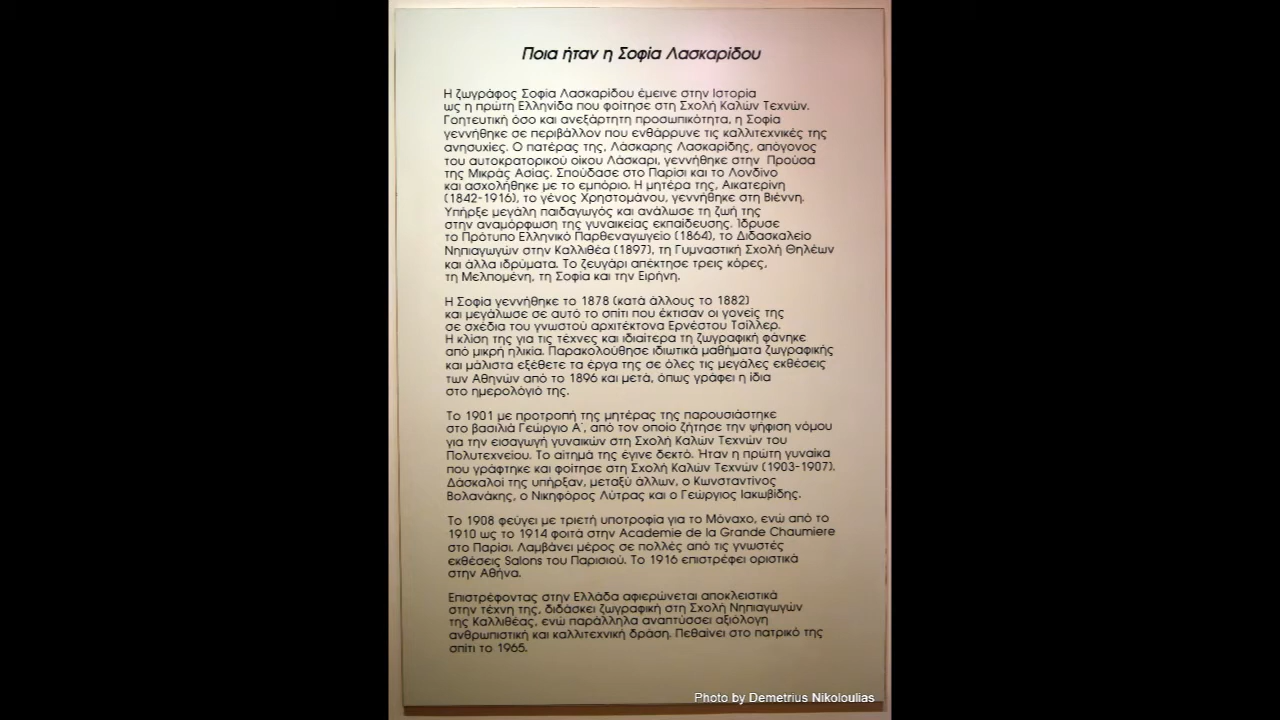 Ποια ήταν η Σοφία Λασκαρίδου
Η ζωγράφος Σοφία Λασκαρίδου έμεινε στην Ιστορία
ως η πρώτη Ελληνίδα που φοίτησε στη Σχολή Καλών Τεχνών.
Γοητευτική όσο και ανεξάρτητη προσωπικότητα, η Σοφία
γεννήθηκε σε περιβάλλον που ενθάρρυνε τις καλλιτεχνικές της
ανησυχίες. Ο πατέρας της, Λάσκαρης Λασκαρίδης, απόγονος
του αυτοκρατορικού οίκου Λάσκαρι, γεννήθηκε στην Προύσα
της Μικράς Ασίας. Σπούδασε στο Παρίσι και το Λονδίνο
και ασχολήθηκε με το εμπόριο. Η μητέρα της, Αικατερίνη
(1842-1916), το γένος Χρηστομάνου, γεννήθηκε στη Βιέννη.
Υπήρξε μεγάλη παιδαγωγός και ανάλωσε τη ζωή της
στην αναμόρφωση της γυναικείας εκπαίδευσης. Ίδρυσε
το Πρότυπο Ελληνικό Παρθεναγωγείο (1864), το Διδασκαλείο
Νηπιαγωγών στην Καλλιθέα (1897), τη Γυμναστική Σχολή Θηλέων
και άλλα ιδρύματα. Το ζευγάρι απέκτησε τρεις κόρες,
τη Μελπομένη, τη Σοφία και την Ειρήνη.
Η Σοφία γεννήθηκε το 1878 (κατά άλλους το 1882)
και μεγάλωσε σε αυτό το σπίτι που έκτισαν οι γονείς της
σε σχέδια του γνωστού αρχιτέκτονα Ερνέστου Τσίλλερ.
Η κλίση της για τις τέχνες και ιδιαίτερα τη ζωγραφική φάνηκε
από μικρή ηλικία. Παρακολούθησε ιδιωτικά μαθήματα ζωγραφικής
και μάλιστα εξέθετε τα έργα της σε όλες τις μεγάλες εκθέσεις
των Αθηνών από το 1896 και μετά, όπως γράφει η ίδια
στο ημερολόγιό της.
Το 1901 με προτροπή της μητέρας της παρουσιάστηκε
στο βασιλιά Γεώργιο Α΄, από τον οποίο ζήτησε την ψήφιση νόμου
για την εισαγωγή γυναικών στη Σχολή Καλών Τεχνών του
Πολυτεχνείου. Το αίτημά της έγινε δεκτό. Ήταν η πρώτη γυναίκα
που γράφτηκε και φοίτησε στη Σχολή Καλών Τεχνών (1903-1907).
Δάσκαλοί της υπήρξαν, μεταξύ άλλων, ο Κωνσταντίνος
Βολανάκης, ο Νικηφόρος Λύτρας και ο Γεώργιος Ιακωβίδης.
Το 1908 φεύγει με τριετή υποτροφία για το Μόναχο, ενώ από το
1910 ως το 1914 φοιτά στην Academie de la Grande Chaumiere
στο Παρίσι. Λαμβάνει μέρος σε πολλές από τις γνωστές
εκθέσεις Salons του Παρισιού. Το 1916 επιστρέφει οριστικά
στην Αθήνα.
Επιστρέφοντας στην Ελλάδα αφιερώνεται αποκλειστικά
στην τέχνη της, διδάσκει ζωγραφική στη Σχολή Νηπιαγωγών
της Καλλιθέας, ενώ παράλληλα αναπτύσσει αξιόλογη
ανθρωπιστική και καλλιτεχνική δράση. Πεθαίνει στο πατρικό της
σπίτι το 1965.
Photo by Demetrius Nikoloulias